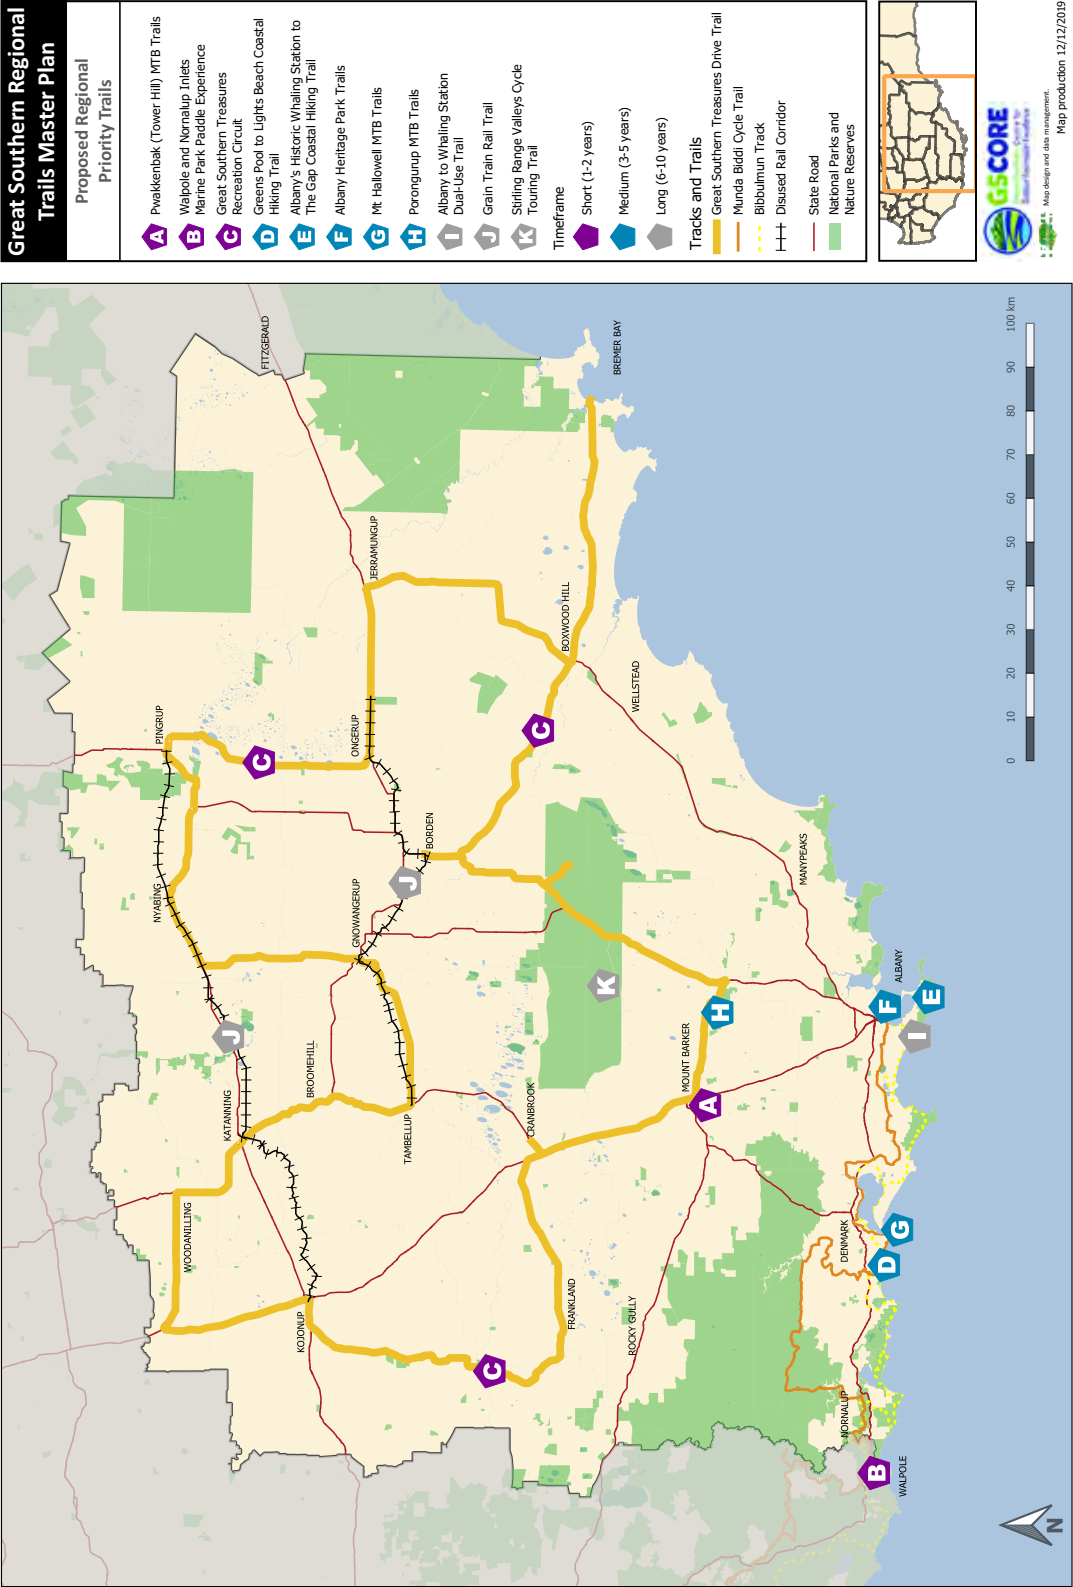 Great Southern Regional
Trails Master Plan
Proposed Regional
Priority Trails
A Pwakkenbak (Tower Hill) MTB Trails
B Walpole and Nornalup Inlets
Marine Park Paddle Experience
C Great Southern Treasures
Recreation Circuit
D Greens Pool to Lights Beach Coastal
Hiking Trail
E Albany's Historic Whaling Station to
The Gap Coastal Hiking Trail
F Albany Heritage Park Trails
G Mt Hallowell MTB Trails
H Porongurup MTB Trails
I Albany to Whaling Station
Dual-Use Trail
J Grain Train Rail Trail
K Stirling Range Valleys Cycle
Touring Trail
Timeframe
Short (1-2 years)
Medium (3-5 years)
Long (6-10 years)
Tracks and Trails
Great Southern Treasures Drive Trail
Munda Biddi Cycle Trail
Bibbulmun Track
Disused Rail Corridor
State Road
National Parks and
Nature Reserves
GSCORE
Map design and data management.
Map production 12/12/2019
FITZGERALD
BREMER BAY
JERRAMUNGUP
BOXWOOD HILL
WELLSTEAD
PINGRUP
ONGERUP
C
C
BORDEN
MANYPEAKS
NYABING
GNOWANGERUP
J
J
K
ALBANY
F
E
I
H
MOUNT BARKER
A
BROOMEHILL
KATANNING
TAMBELLUP
CRANBROOK
WOODANILLING
KOJONUP
FRANKLAND
ROCKY GULLY
C
DENMARK
G
D
NORNALUP
B
WALPOLE
0 10 20 30 40 50 60 70 80 90 100 km
N